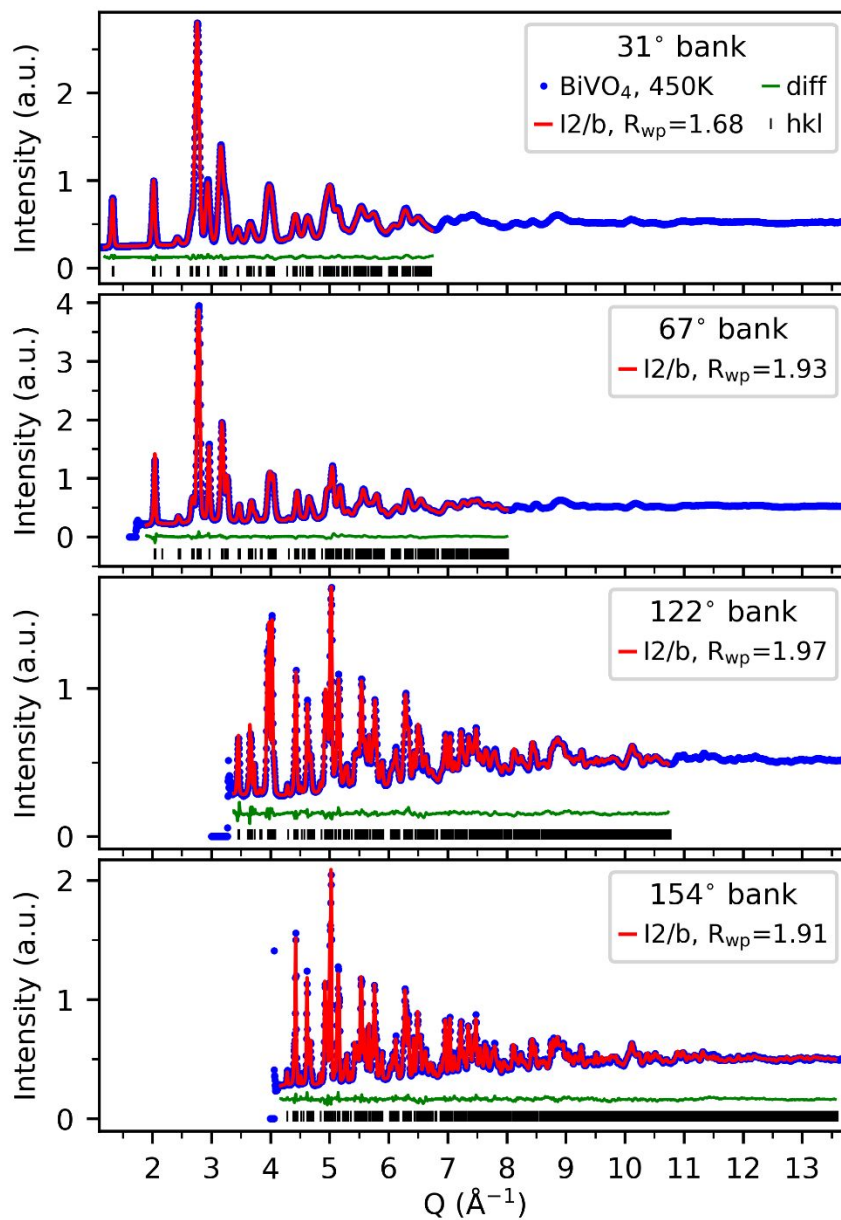 31° bank
BiVO₄, 450K
diff
I2/b, Rwp=1.68
hkl
Intensity (a.u.)
2
1
0
67° bank
I2/b, Rwp=1.93
Intensity (a.u.)
4
3
2
1
0
122° bank
I2/b, Rwp=1.97
Intensity (a.u.)
1
0
154° bank
I2/b, Rwp=1.91
Intensity (a.u.)
2
1
0
2 3 4 5 6 7 8 9 10 11 12 13
Q (Å⁻¹)